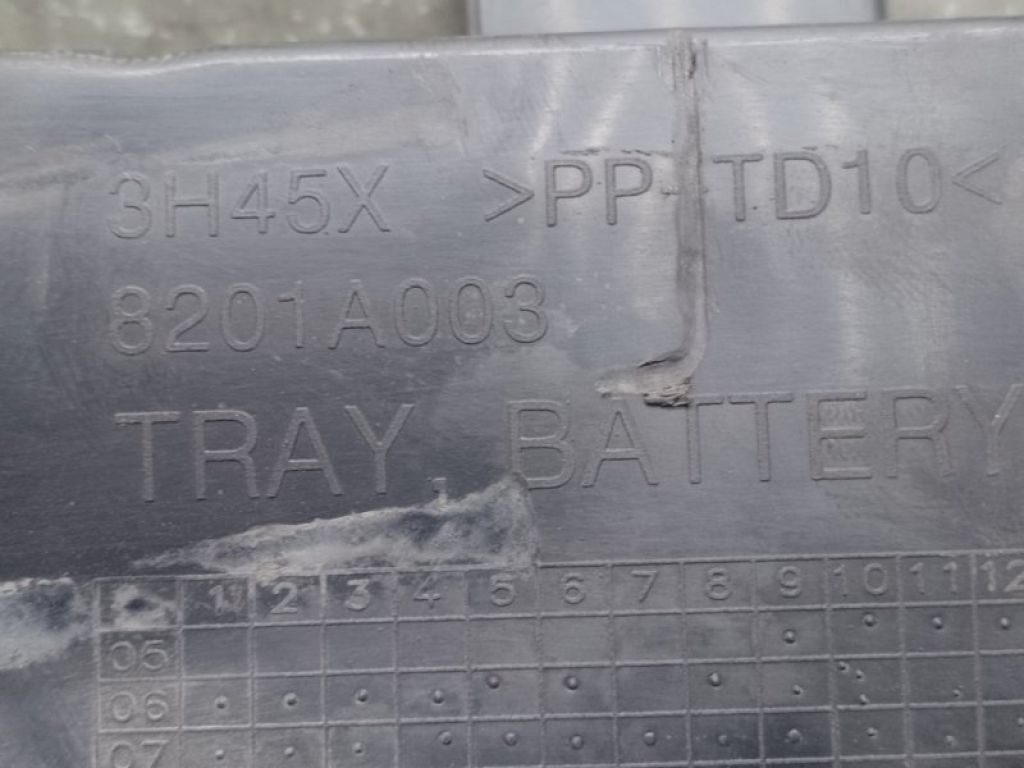 3H45X >PP-TD10<
8201A003
TRAY, BATTERY
1 2 3 4 5 6 7 8 9 10 11 12
05
06
07